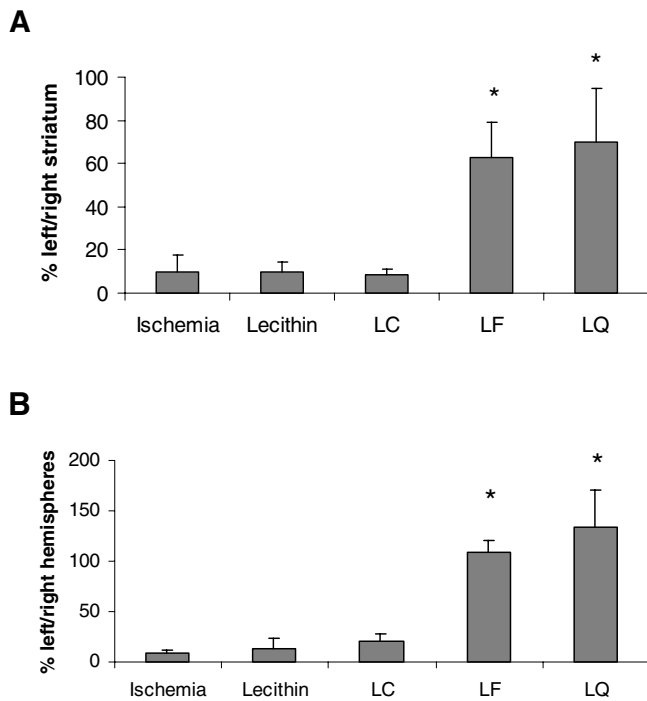 A
% left/right striatum
100
80
60
40
20
0
* *
Ischemia Lecithin LC LF LQ
B
% left/right hemispheres
200
150
100
50
0
* *
Ischemia Lecithin LC LF LQ